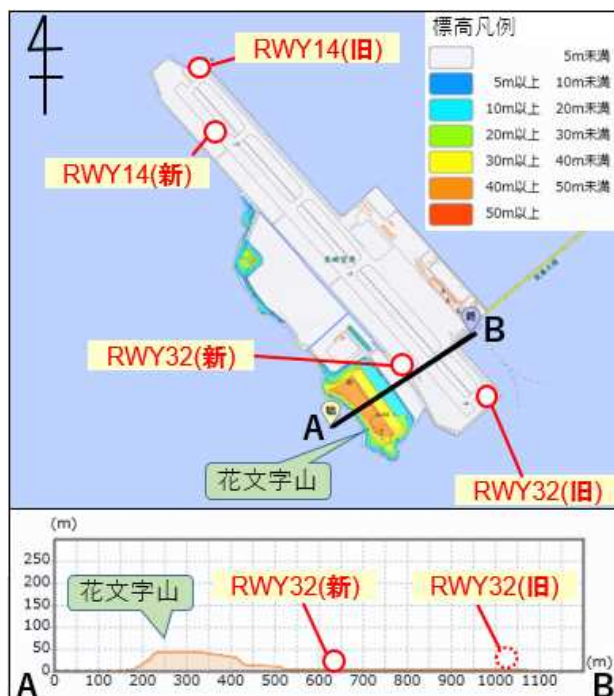 標高凡例
5m未満
5m以上 10m未満
10m以上 20m未満
20m以上 30m未満
30m以上 40m未満
40m以上 50m未満
50m以上
RWY14(旧)
RWY14(新)
RWY32(新)
B
A
花文字山
RWY32(旧)
(m)
250
200
150
100
50
0
花文字山
RWY32(新)
RWY32(旧)
A
0 100 200 300 400 500 600 700 800 900 1000 1100
B
(m)